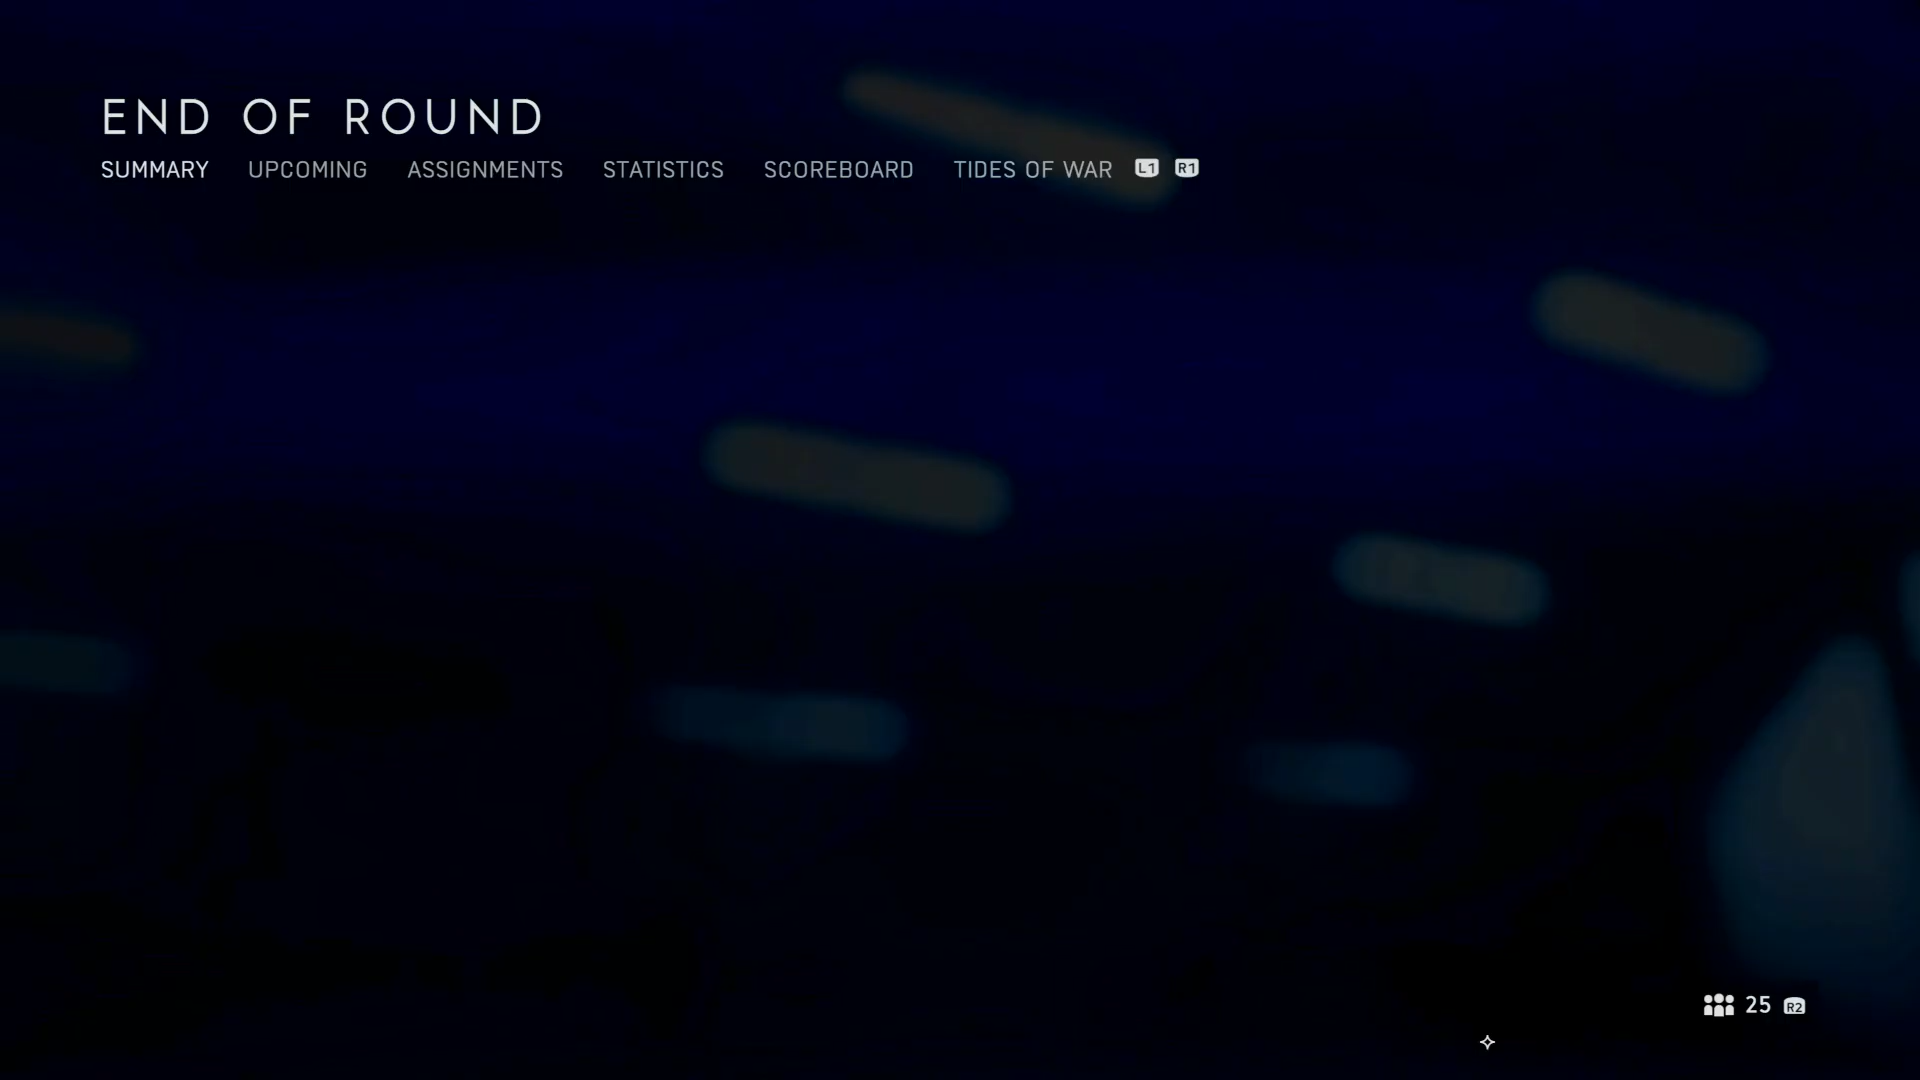 END OF ROUND
SUMMARY UPCOMING ASSIGNMENTS STATISTICS SCOREBOARD TIDES OF WAR L1 R1
25 R2